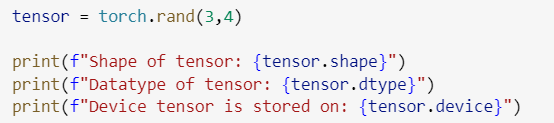 tensor = torch.rand(3,4)
print(f"Shape of tensor: {tensor.shape}")
print(f"Datatype of tensor: {tensor.dtype}")
print(f"Device tensor is stored on: {tensor.device}")